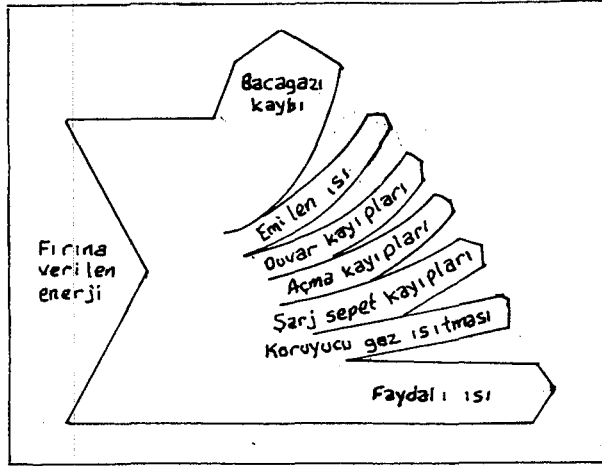 Bacagazı
kaybı
Emilen ısı
Duvar kayıpları
Açma kayıpları
Şarj sepet kayıpları
Koruyucu gaz ısıtması
Faydalı ısı
Fırına
verilen
enerji